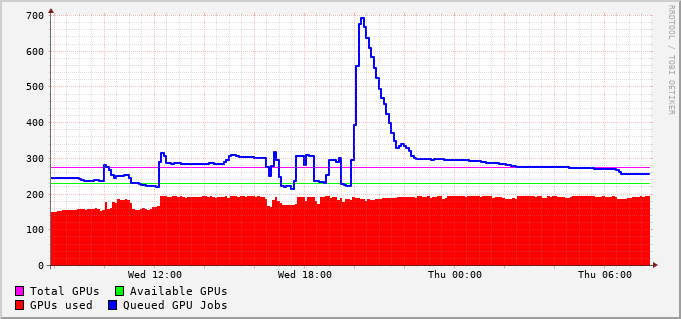 700
600
500
400
300
200
100
0
Wed 12:00 Wed 18:00 Thu 00:00 Thu 06:00
Total GPUs Available GPUs
GPUs used Queued GPU Jobs
RRDTOOL / TOBI OETIKER